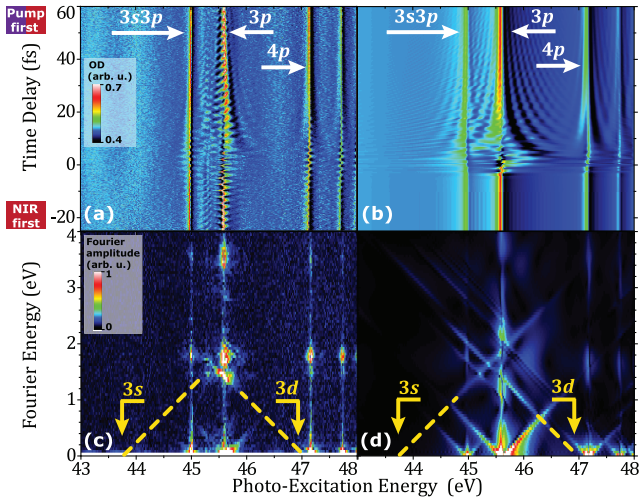 Pump first
NIR first
Time Delay (fs)
60
40
20
0
-20
3s3p
3p
4p
OD
(arb. u.)
0.7
0.4
(a)
3s3p
3p
4p
(b)
Fourier Energy (eV)
4
3
2
1
0
Fourier
amplitude
(arb. u.)
1
0
3s
3d
(c)
3s
3d
(d)
43 44 45 46 47 48
44 45 46 47 48
Photo-Excitation Energy (eV)